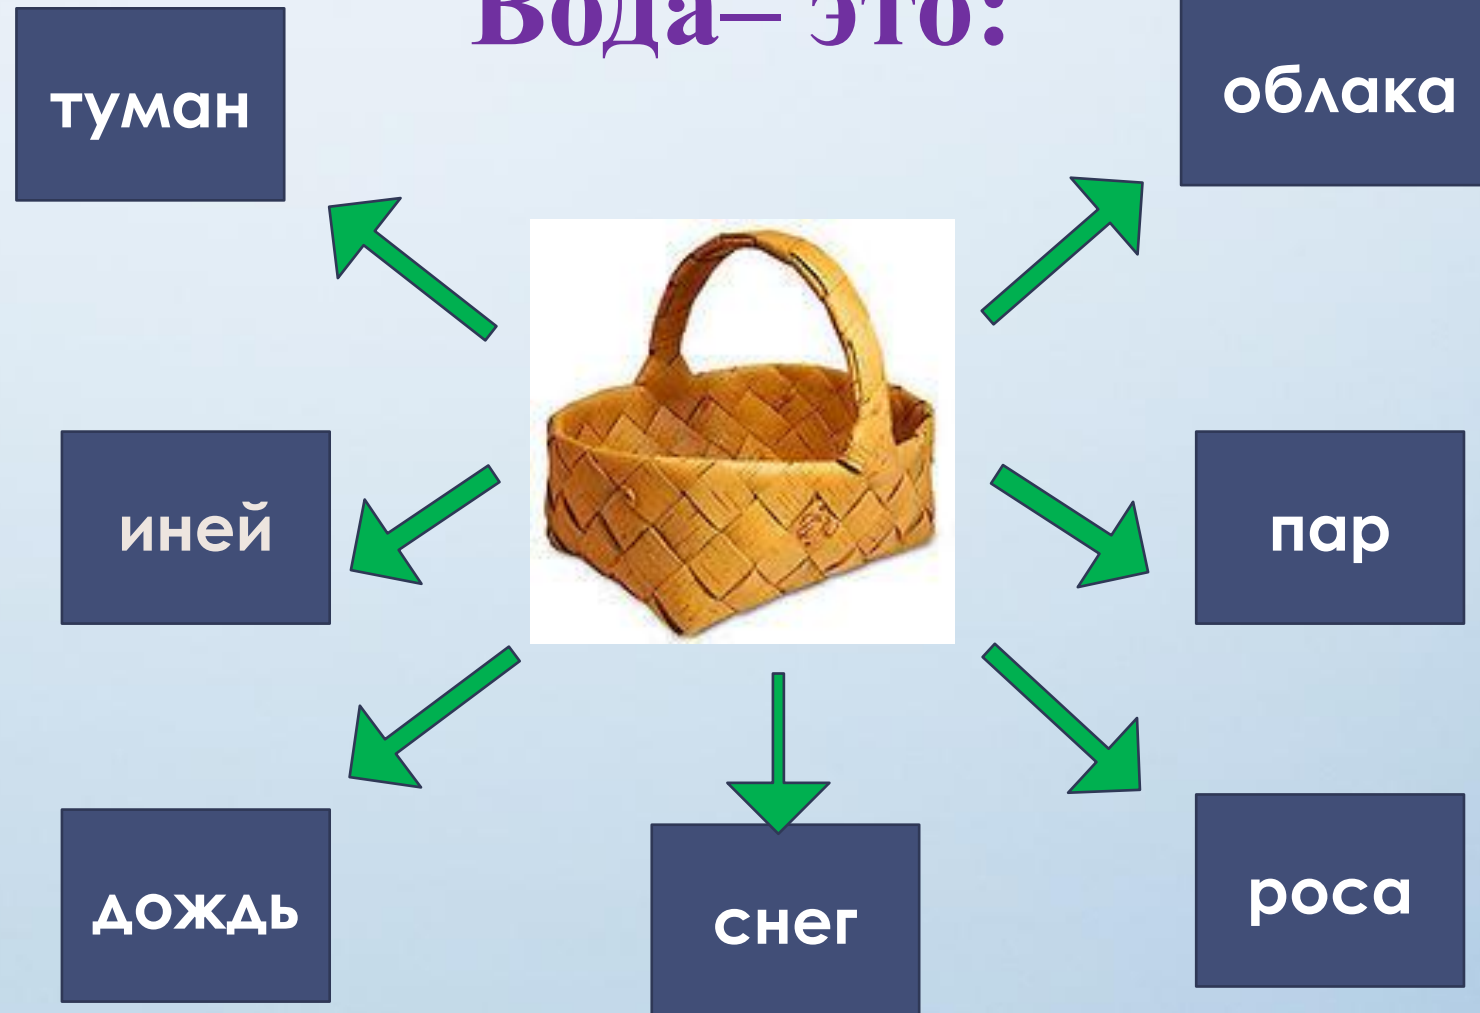 Вода– это:
туман
облака
иней
пар
дождь
снег
роса